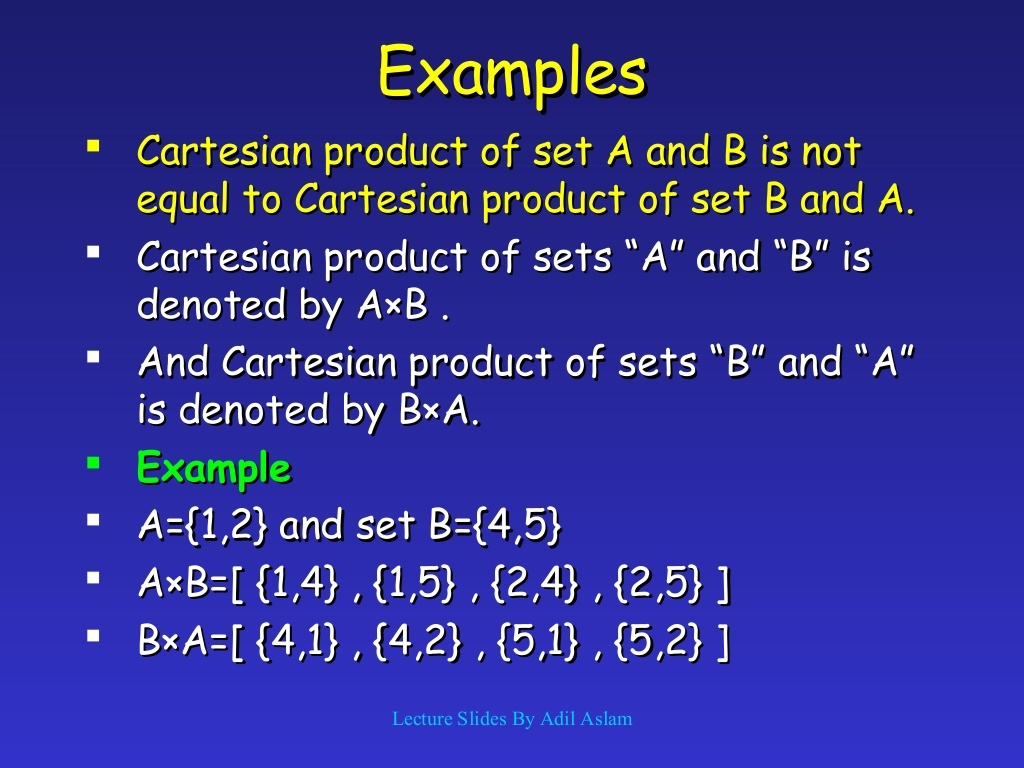 Examples
▪ Cartesian product of set A and B is not
equal to Cartesian product of set B and A.
▪ Cartesian product of sets “A” and “B” is
denoted by A×B .
▪ And Cartesian product of sets “B” and “A”
is denoted by B×A.
▪ Example
▪ A={1,2} and set B={4,5}
▪ A×B=[ {1,4} , {1,5} , {2,4} , {2,5} ]
▪ B×A=[ {4,1} , {4,2} , {5,1} , {5,2} ]
Lecture Slides By Adil Aslam